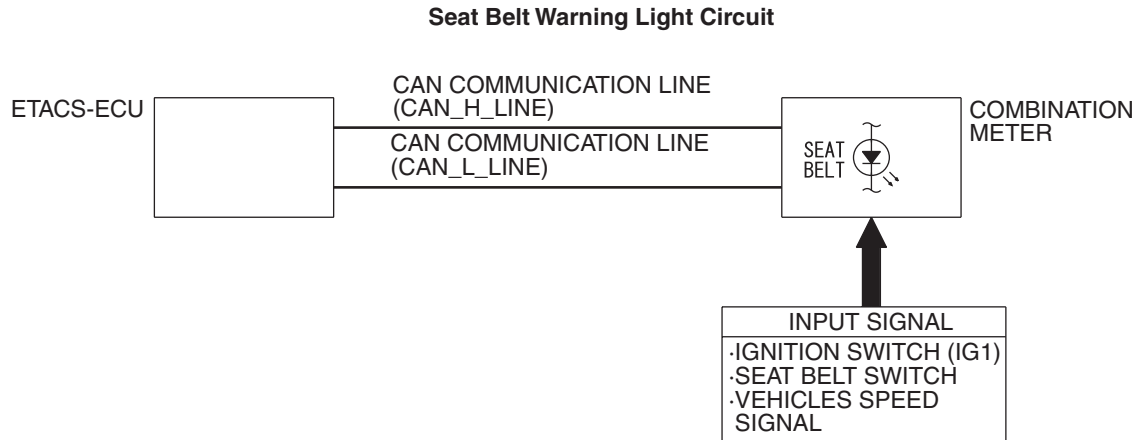 Seat Belt Warning Light Circuit
ETACS-ECU
CAN COMMUNICATION LINE
(CAN_H_LINE)
CAN COMMUNICATION LINE
(CAN_L_LINE)
SEAT
BELT
COMBINATION
METER
INPUT SIGNAL
·IGNITION SWITCH (IG1)
·SEAT BELT SWITCH
·VEHICLES SPEED
SIGNAL